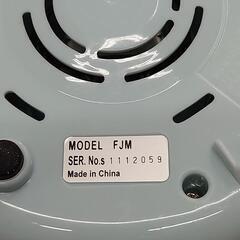 MODEL FJM
SER. No.s 1112059
Made in China